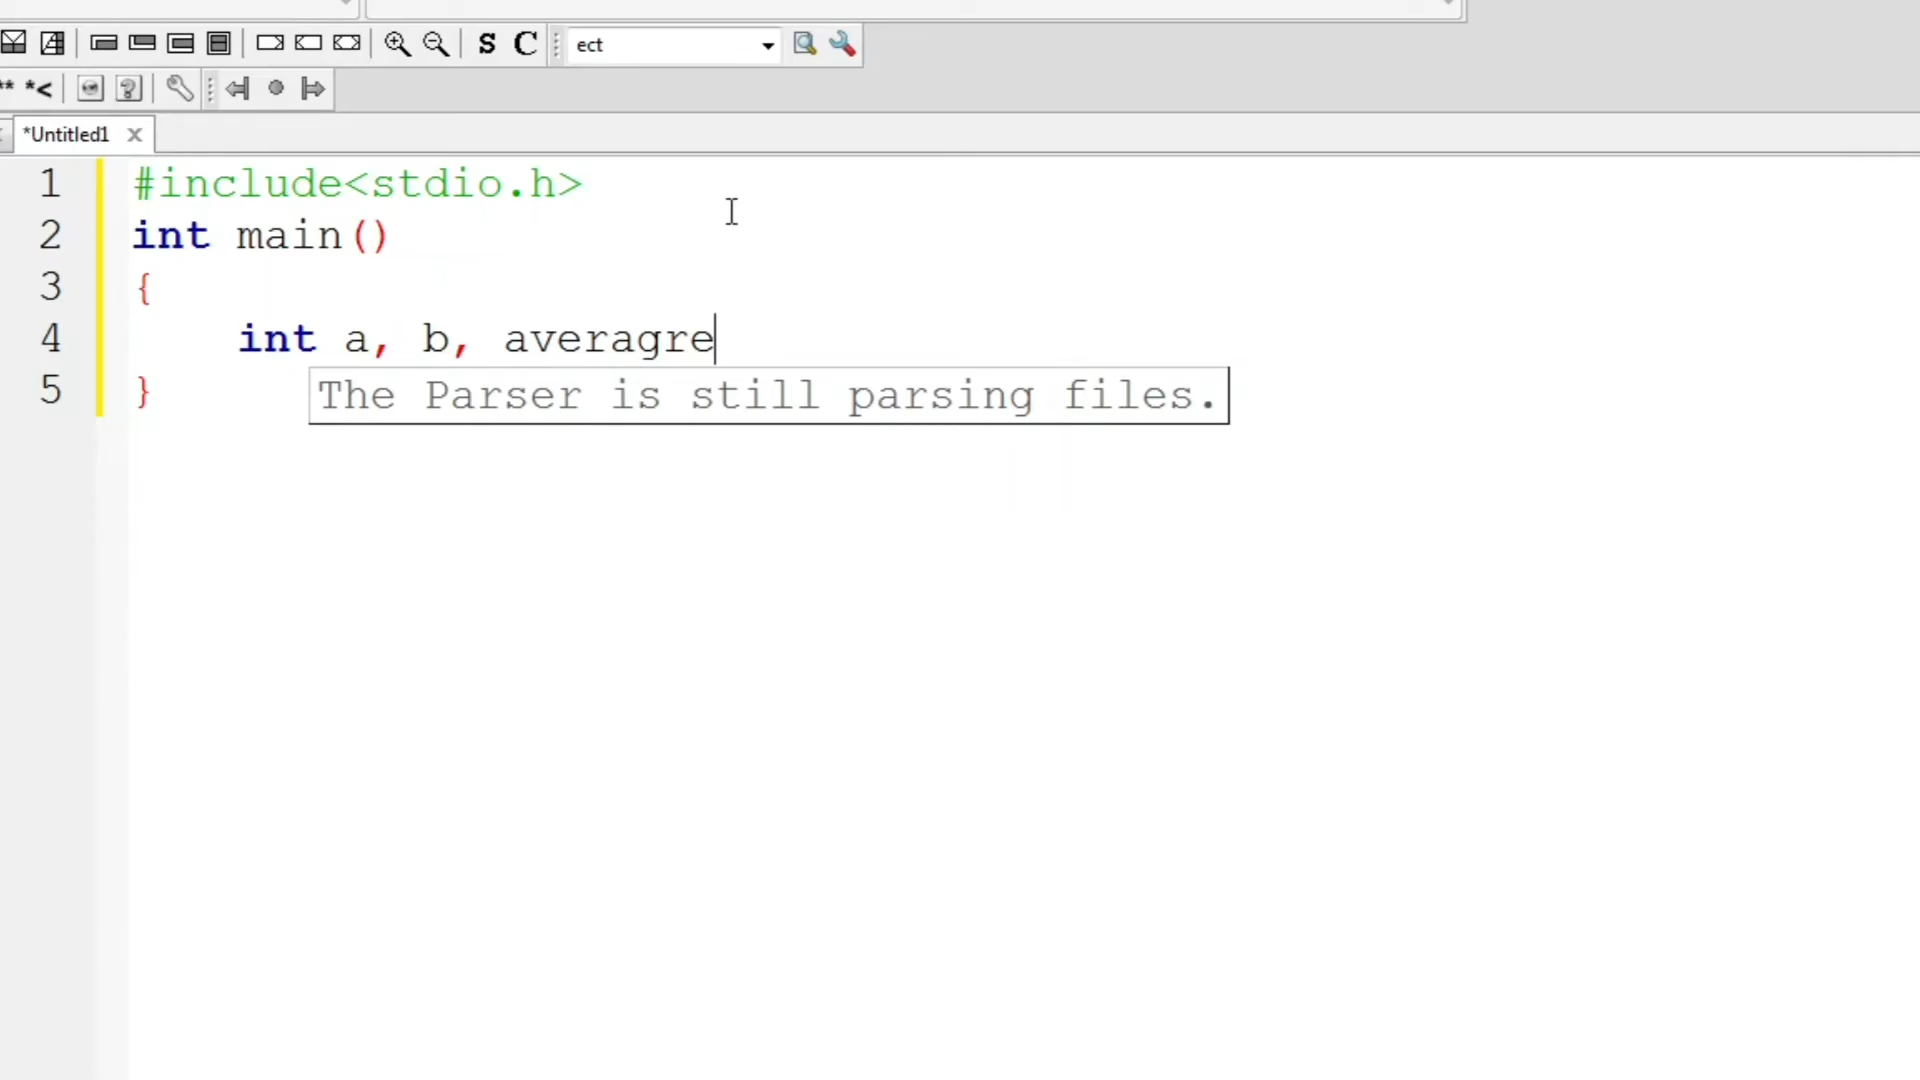 S C ect
** *<
*Untitled1
1 #include<stdio.h>
2 int main()
3 {
4 int a, b, averagre
5 }
The Parser is still parsing files.